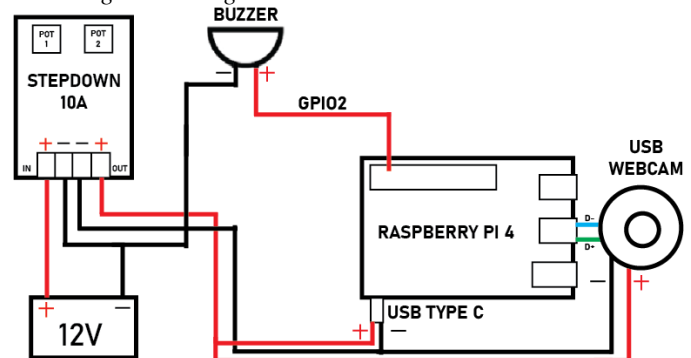 BUZZER
POT
1
POT
2
STEPDOWN
10A
+ − − +
IN
OUT
− +
GPIO2
USB
WEBCAM
D-
RASPBERRY PI 4
D+
− +
USB TYPE C
+ −
+ −
12V